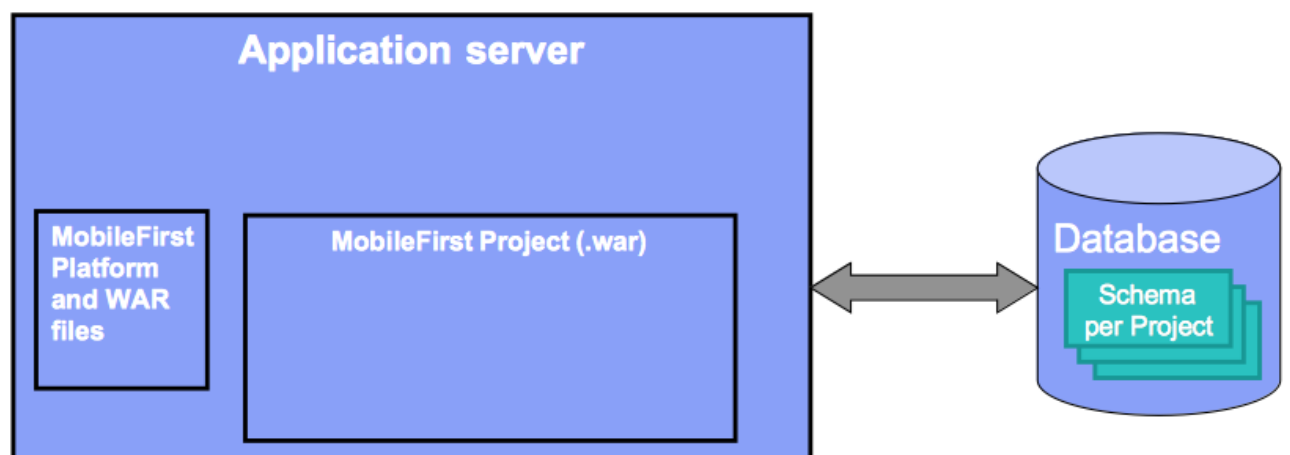 Application server
MobileFirst
Platform
and WAR
files
MobileFirst Project (.war)
Database
Schema
per Project